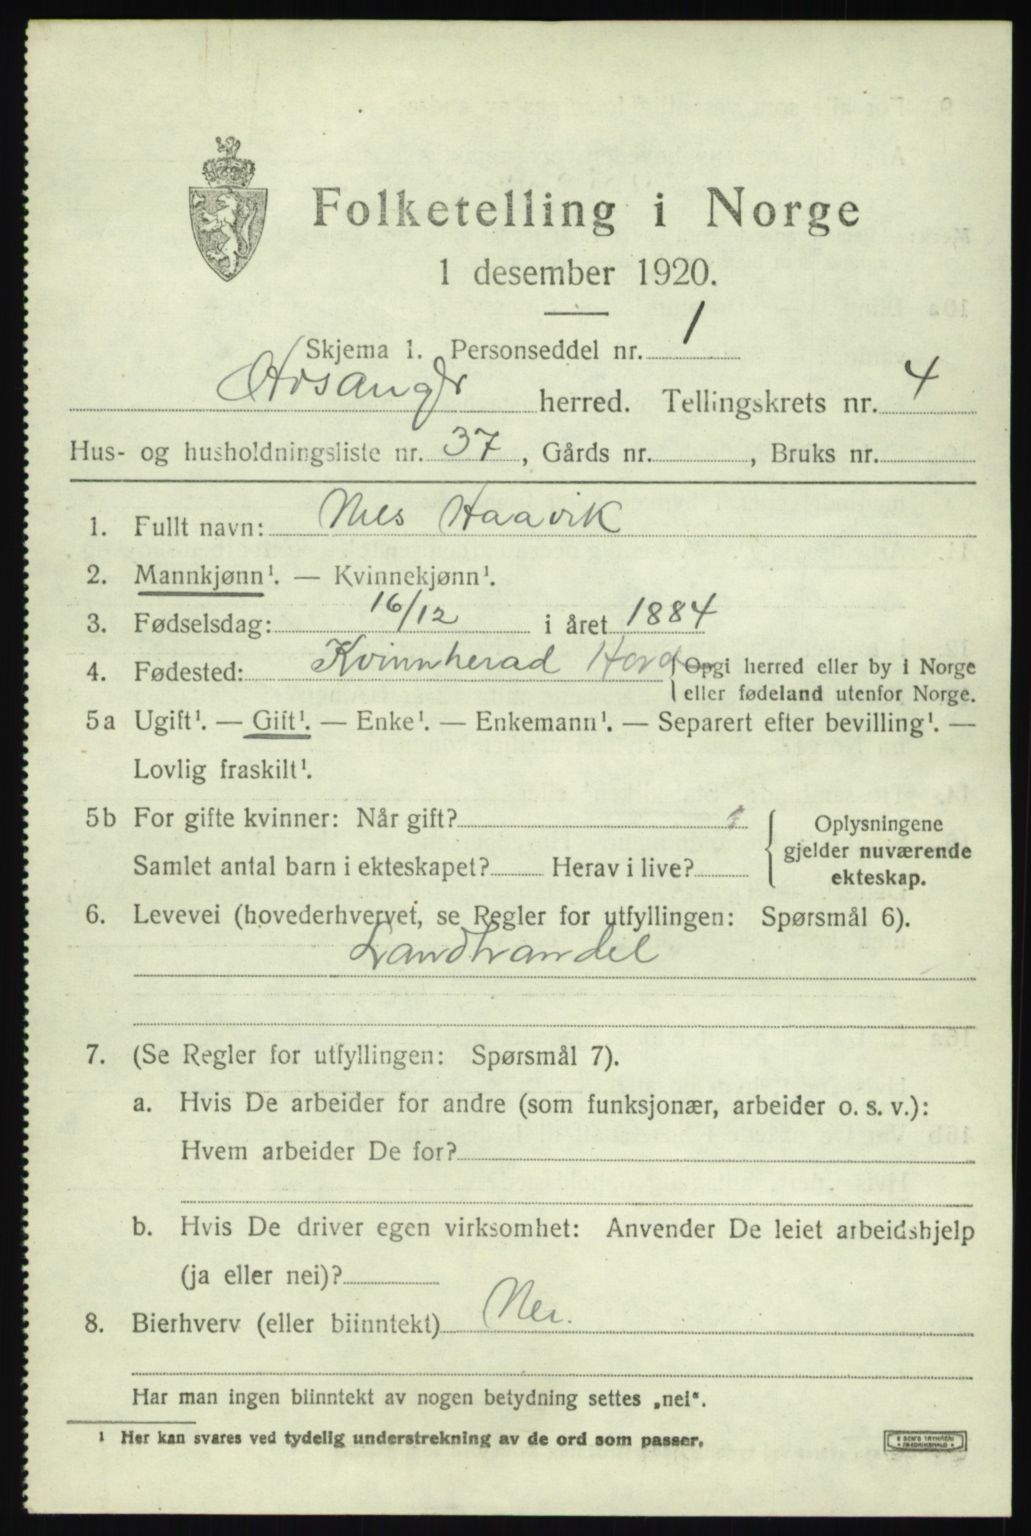 Folketelling i Norge
1 desember 1920.
Skjema 1. Personseddel nr. 1
Hosanger herred. Tellingskrets nr. 4
Hus- og husholdningsliste nr. 37, Gårds nr. , Bruks nr.
1. Fullt navn: Nils Haavik
2. Mannkjønn¹. — Kvinnekjønn¹.
3. Fødselsdag: 16/12 i året 1884
4. Fødested: Kvinnherad Hord. {Opgi herred eller by i Norge
eller fødeland utenfor Norge.
5a Ugift¹. — Gift¹. — Enke¹. — Enkemann¹. — Separert efter bevilling¹. —
Lovlig fraskilt¹.
5b For gifte kvinner: Når gift?
Samlet antal barn i ekteskapet? Herav i live?
Oplysningene
gjelder nuværende
ekteskap.
6. Levevei (hovederhvervet, se Regler for utfyllingen: Spørsmål 6).
Landhandel
7. (Se Regler for utfyllingen: Spørsmål 7).
a. Hvis De arbeider for andre (som funksjonær, arbeider o. s. v.):
Hvem arbeider De for?
b. Hvis De driver egen virksomhet: Anvender De leiet arbeidshjelp
(ja eller nei)?
8. Bierhverv (eller biinntekt) Nei.
Har man ingen biinntekt av nogen betydning settes „nei“.
¹ Her kan svares ved tydelig understrekning av de ord som passer.